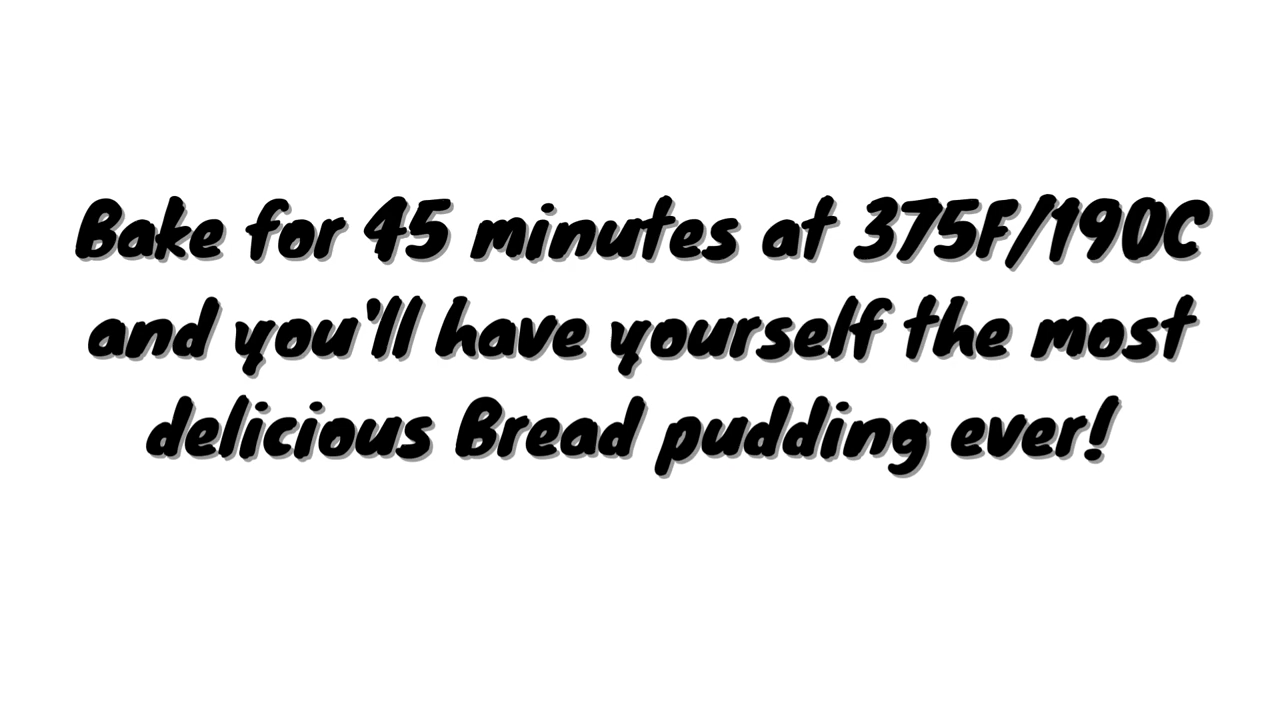 Bake for 45 minutes at 375F/190C
and you'll have yourself the most
delicious Bread pudding ever!